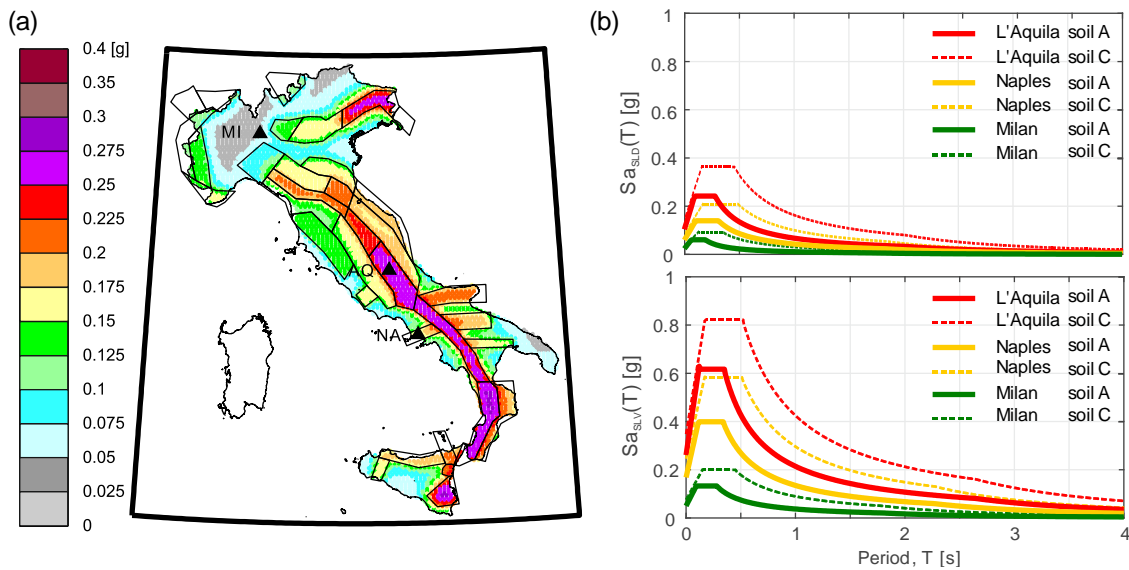 (a)
0.4 [g]
0.35
0.3
0.275
0.25
0.225
0.2
0.175
0.15
0.125
0.1
0.075
0.05
0.025
0
MI
AQ
NA
(b)
1
0.8
0.6
0.4
0.2
0
Sa SLD (T) [g]
L'Aquila soil A
L'Aquila soil C
Naples soil A
Naples soil C
Milan soil A
Milan soil C
1
0.8
0.6
0.4
0.2
0
Sa SLV (T) [g]
L'Aquila soil A
L'Aquila soil C
Naples soil A
Naples soil C
Milan soil A
Milan soil C
0 1 2 3 4
Period, T [s]